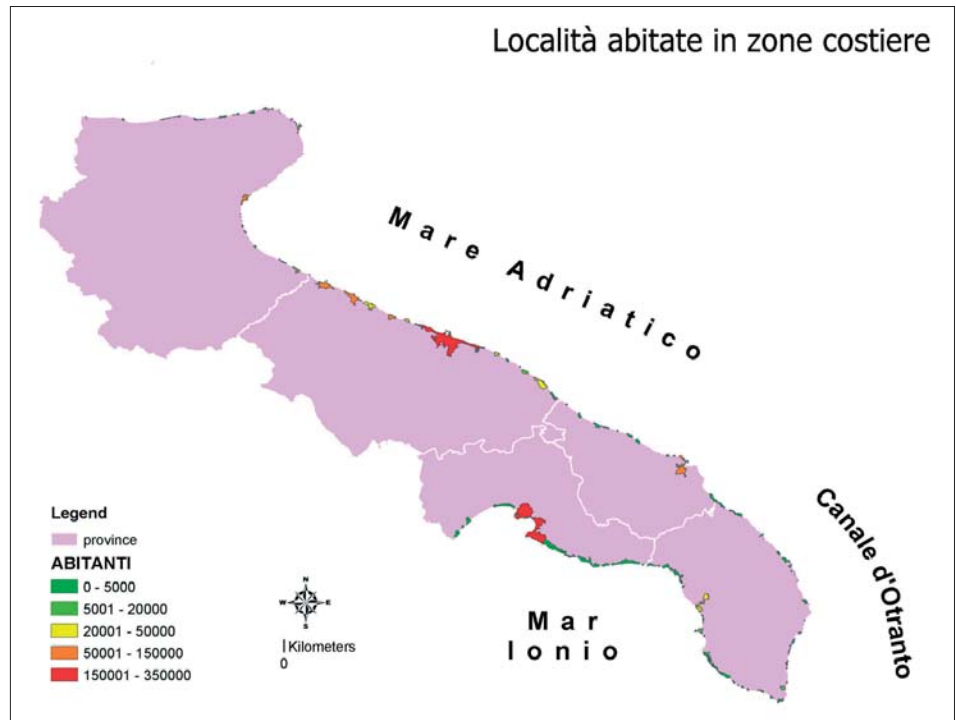 Località abitate in zone costiere
Mare Adriatico
Canale d'Otranto
Mar
Ionio
Legend
province
ABITANTI
0 - 5000
5001 - 20000
20001 - 50000
50001 - 150000
150001 - 350000
N
W E
S
Kilometers
0